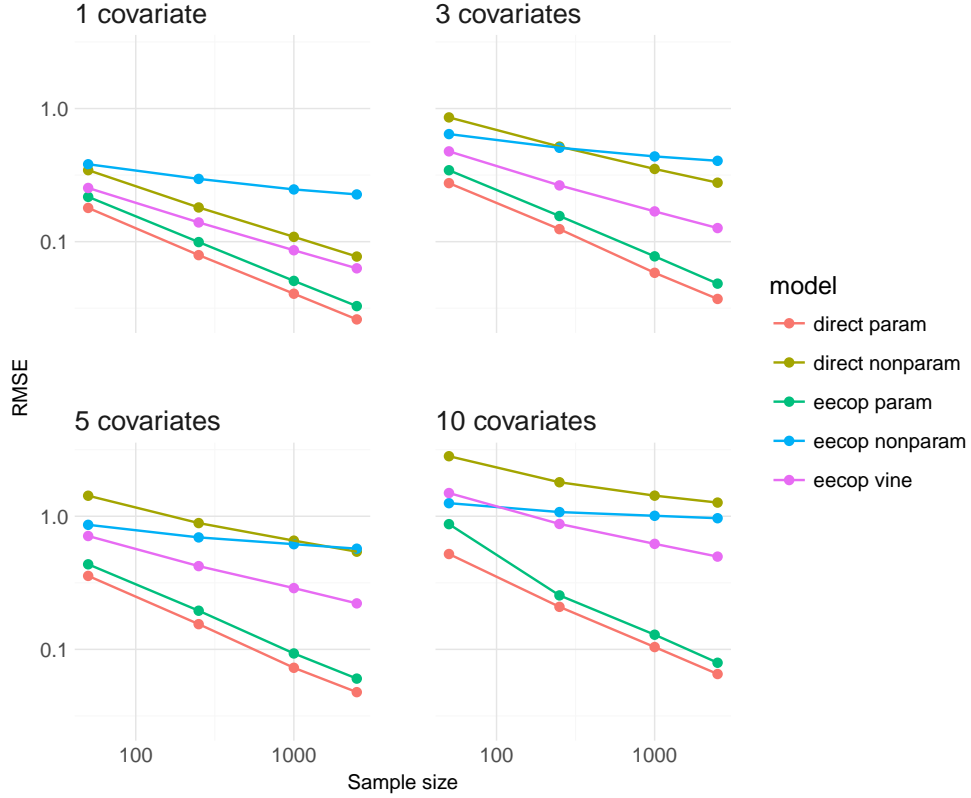 1 covariate
3 covariates
1.0
0.1
5 covariates
10 covariates
1.0
0.1
100
1000
100
1000
Sample size
RMSE
model
direct param
direct nonparam
eecop param
eecop nonparam
eecop vine